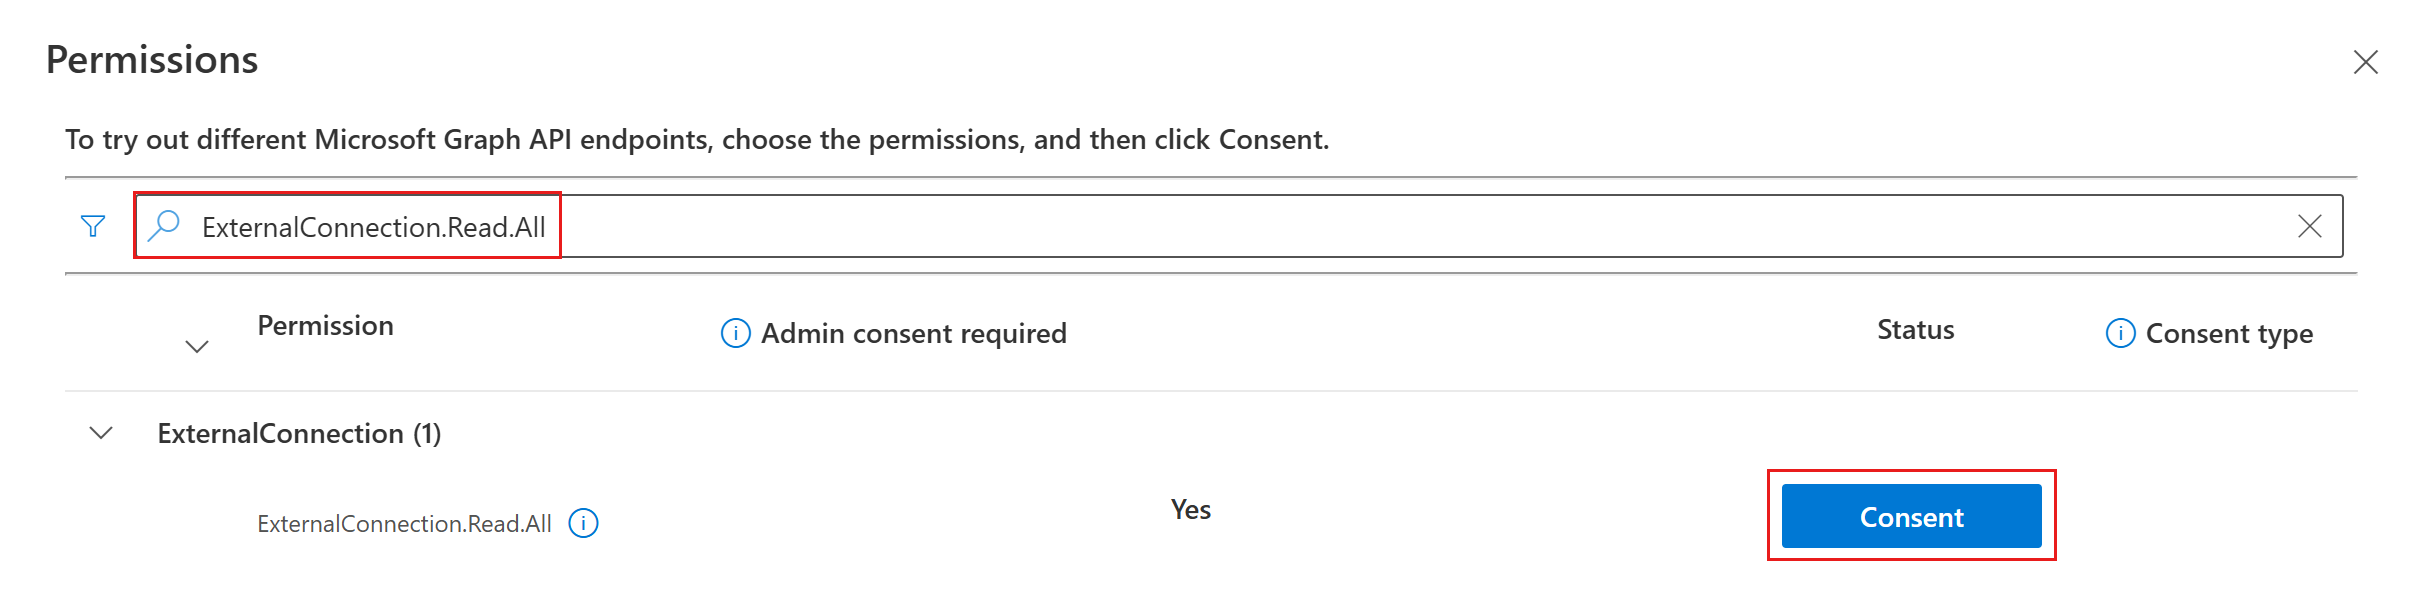 Permissions
To try out different Microsoft Graph API endpoints, choose the permissions, and then click Consent.
ExternalConnection.Read.All
Permission Admin consent required Status Consent type
ExternalConnection (1)
ExternalConnection.Read.All Yes Consent